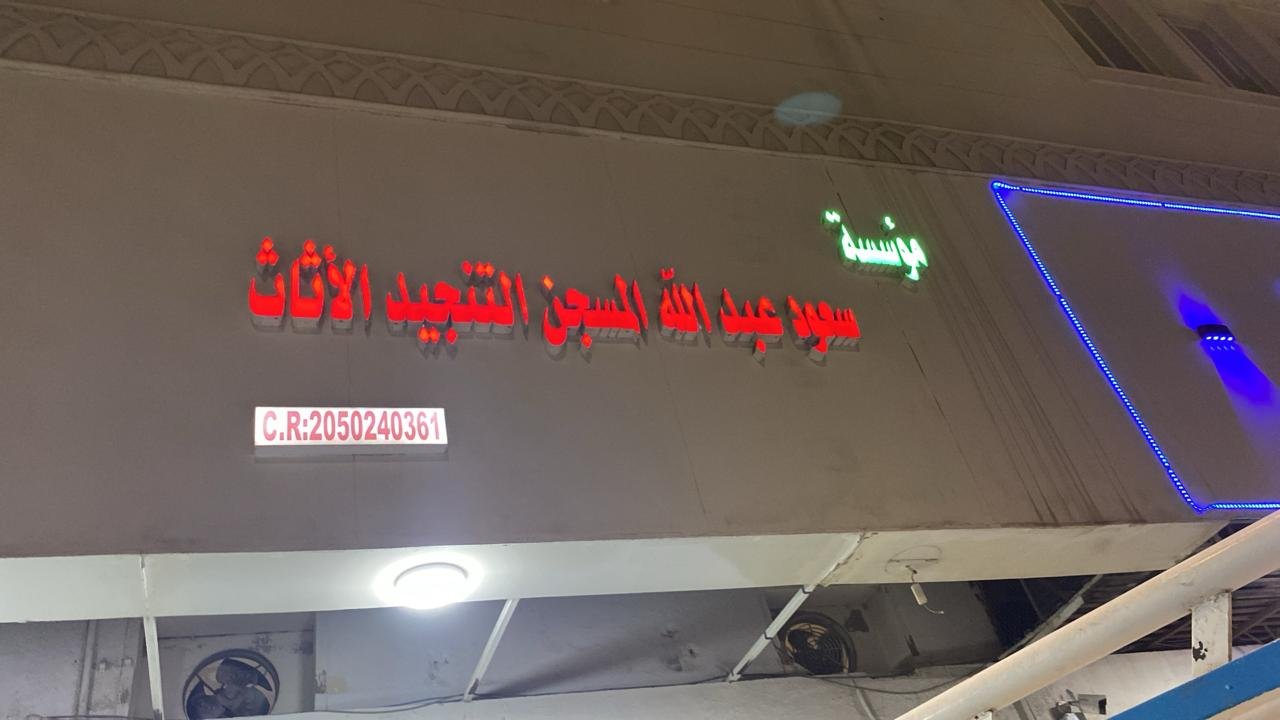 مؤسسة
سعود عبد الله المسجن التنجيد الأثاث
C.R:2050240361